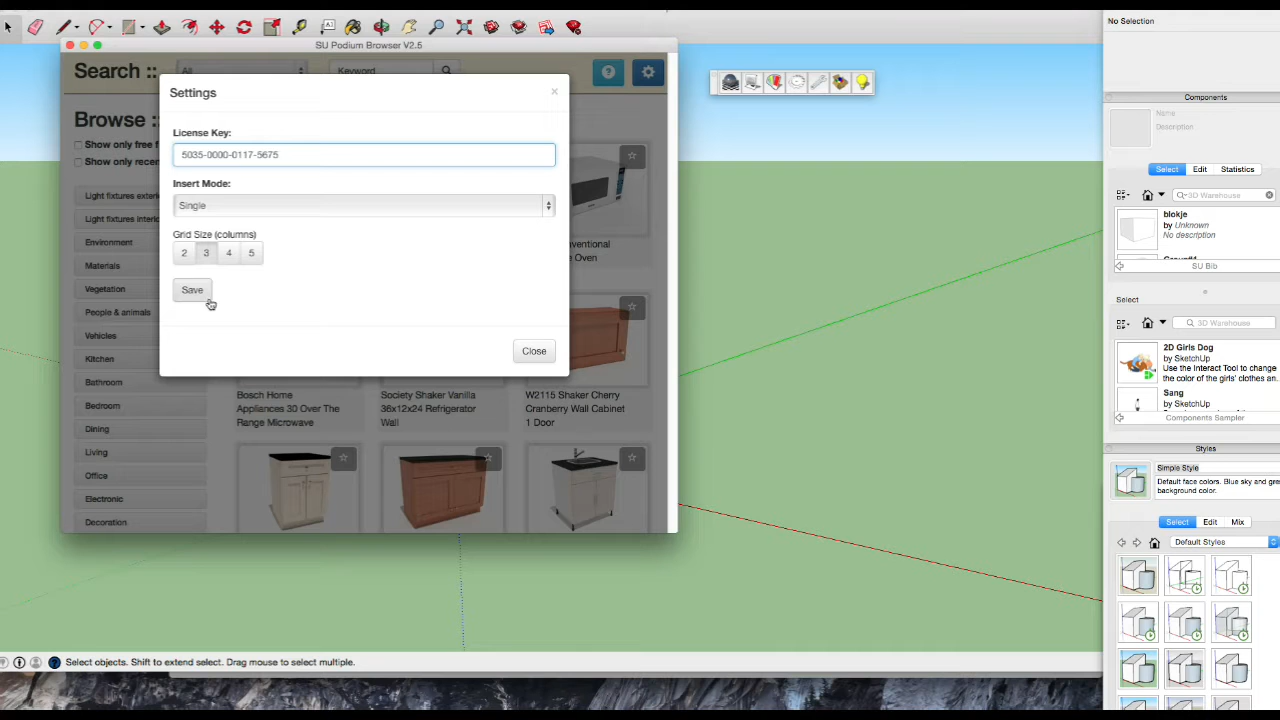 SU Podium Browser V2.5
Search ::
All
Keyword
Settings
×
License Key:
5035-0000-0117-5675
Insert Mode:
Single
Grid Size (columns)
2 3 4 5
Save
Close
Browse ::
Show only free
Show only recen
Light fixtures
Light fixtures
Environment
Materials
Vegetation
People & animals
Vehicles
Kitchen
Bathroom
Bedroom
Dining
Living
Office
Electronic
Decoration
Bosch Home
Appliances 30 Over The
Range Microwave
Society Shaker Vanilla
36x12x24 Refrigerator
Wall
W2115 Shaker Cherry
Cranberry Wall Cabinet
1 Door
Oven
No Selection
Components
Name
Description
Select Edit Statistics
3D Warehouse
blokje
by Unknown
No description
SU Bib
Select
3D Warehouse
2D Girls Dog
by SketchUp
Use the Interact Tool to change
the color of the girls' clothes an
Sang
by SketchUp
Components Sampler
Styles
Simple Style
Default face colors. Blue sky and gre
background color.
Select Edit Mix
Default Styles
Select objects. Shift to extend select. Drag mouse to select multiple.